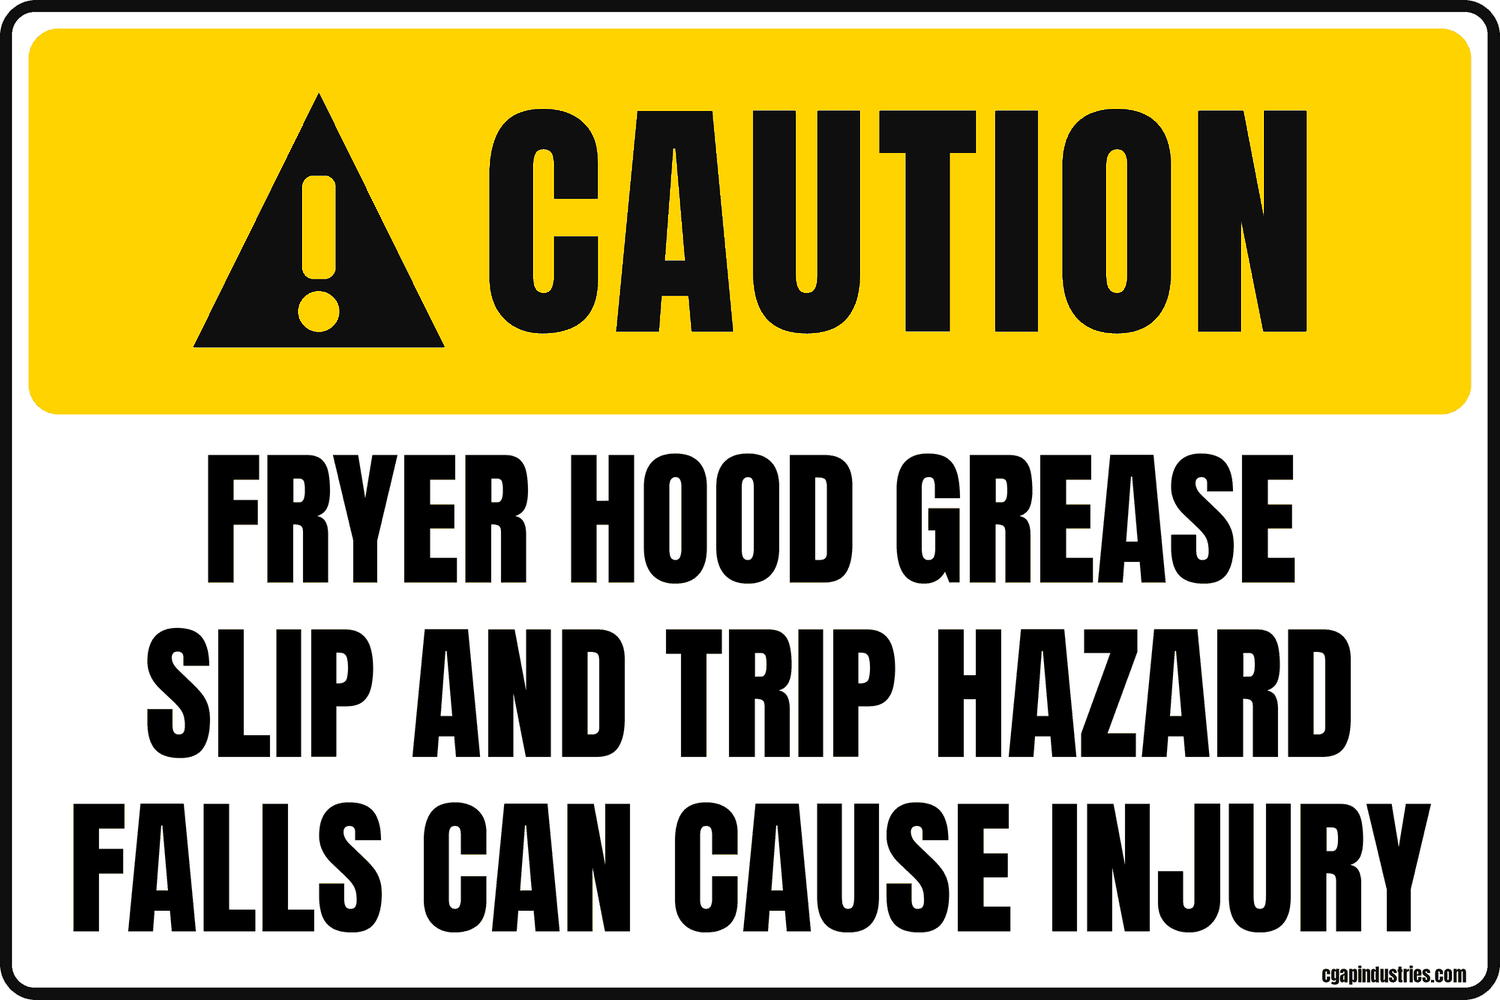 CAUTION
FRYER HOOD GREASE
SLIP AND TRIP HAZARD
FALLS CAN CAUSE INJURY
cgapindustries.com